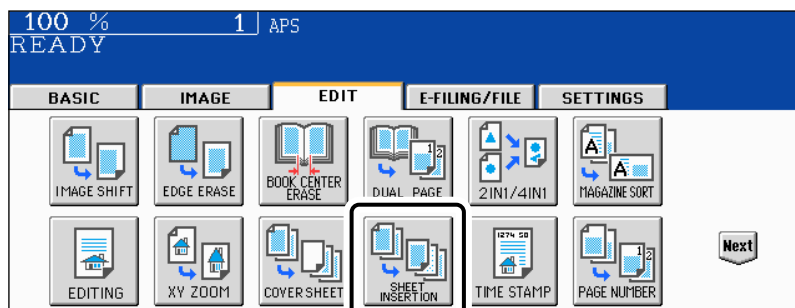 100 % 1 APS
READY
BASIC IMAGE EDIT E-FILING/FILE SETTINGS
IMAGE SHIFT EDGE ERASE BOOK CENTER ERASE DUAL PAGE 2IN1/4IN1 MAGAZINE SORT
EDITING XY ZOOM COVER SHEET SHEET INSERTION TIME STAMP PAGE NUMBER Next